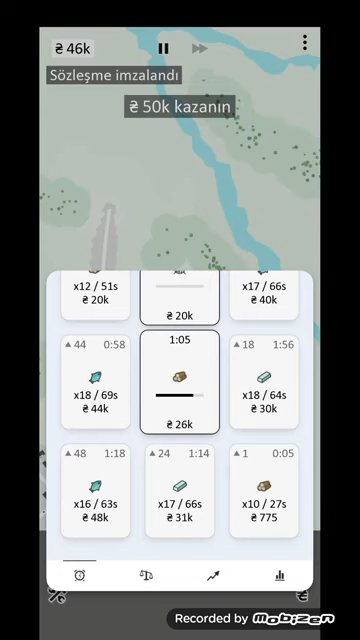 ₴ 46k
Sözleşme imzalandı
₴ 50k kazanın
x12 / 51s
₴ 20k
₴ 20k
x17 / 66s
₴ 40k
44 0:58
x18 / 69s
₴ 44k
1:05
₴ 26k
18 1:56
x18 / 64s
₴ 30k
48 1:18
x16 / 63s
₴ 48k
24 1:14
x17 / 66s
₴ 31k
1 0:05
x10 / 27s
₴ 775
Recorded by Mobizen